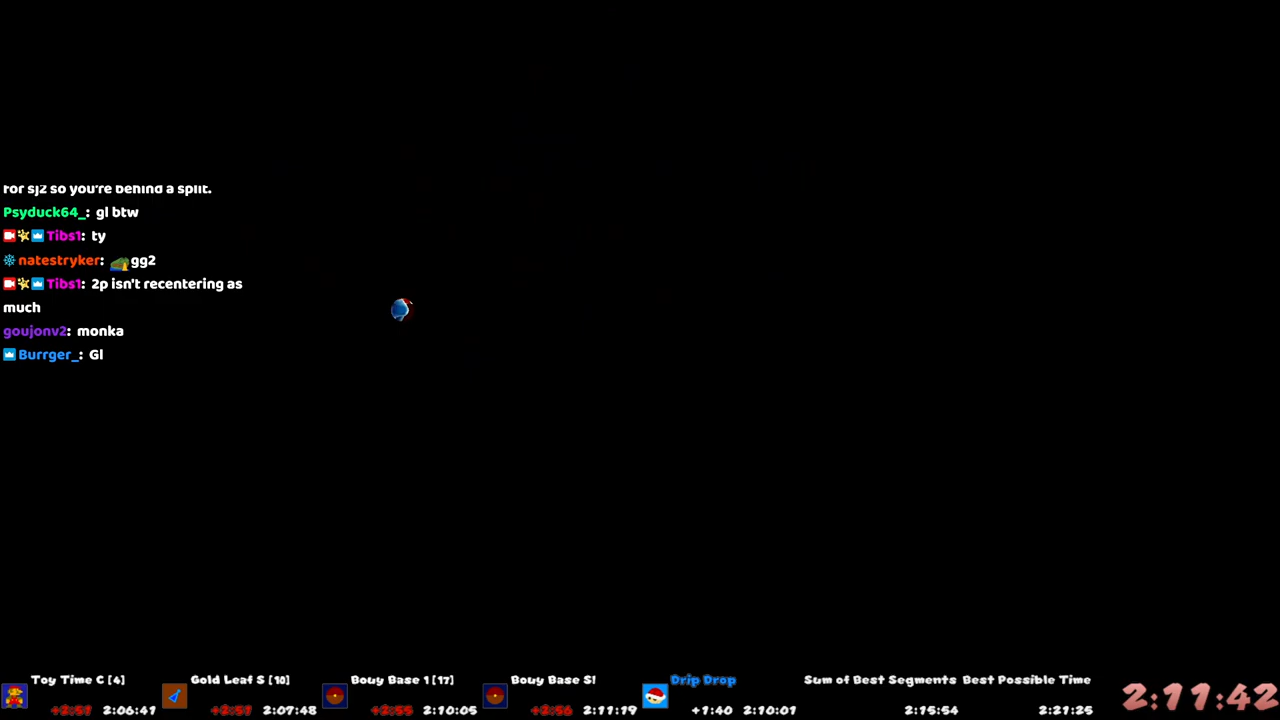 for sj2 so you're behind a split.
Psyduck64_: gl btw
Tibs1: ty
natestryker: gg2
Tibs1: 2p isn't recentering as
much
goujonv2: monka
Burrger_: Gl
Toy Time C [4] Gold Leaf S [10] Bouy Base 1 [17] Bouy Base S! Drip Drop Sum of Best Segments Best Possible Time
+2:57 2:06:41 +2:57 2:07:48 +2:55 2:10:05 +2:56 2:11:19 +1:40 2:10:01 2:15:54 2:21:25 2:11:42